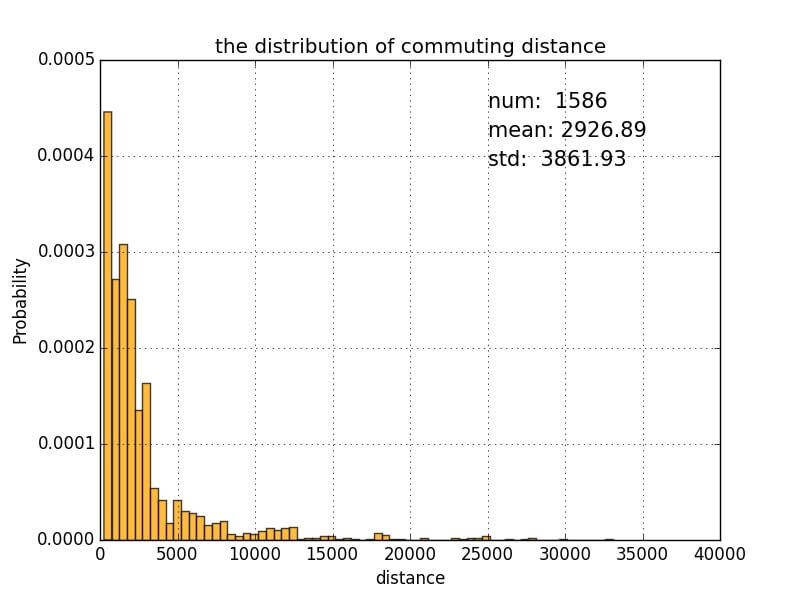 the distribution of commuting distance
0.0005
0.0004
0.0003
0.0002
0.0001
0.0000
Probability
num: 1586
mean: 2926.89
std: 3861.93
0 5000 10000 15000 20000 25000 30000 35000 40000
distance